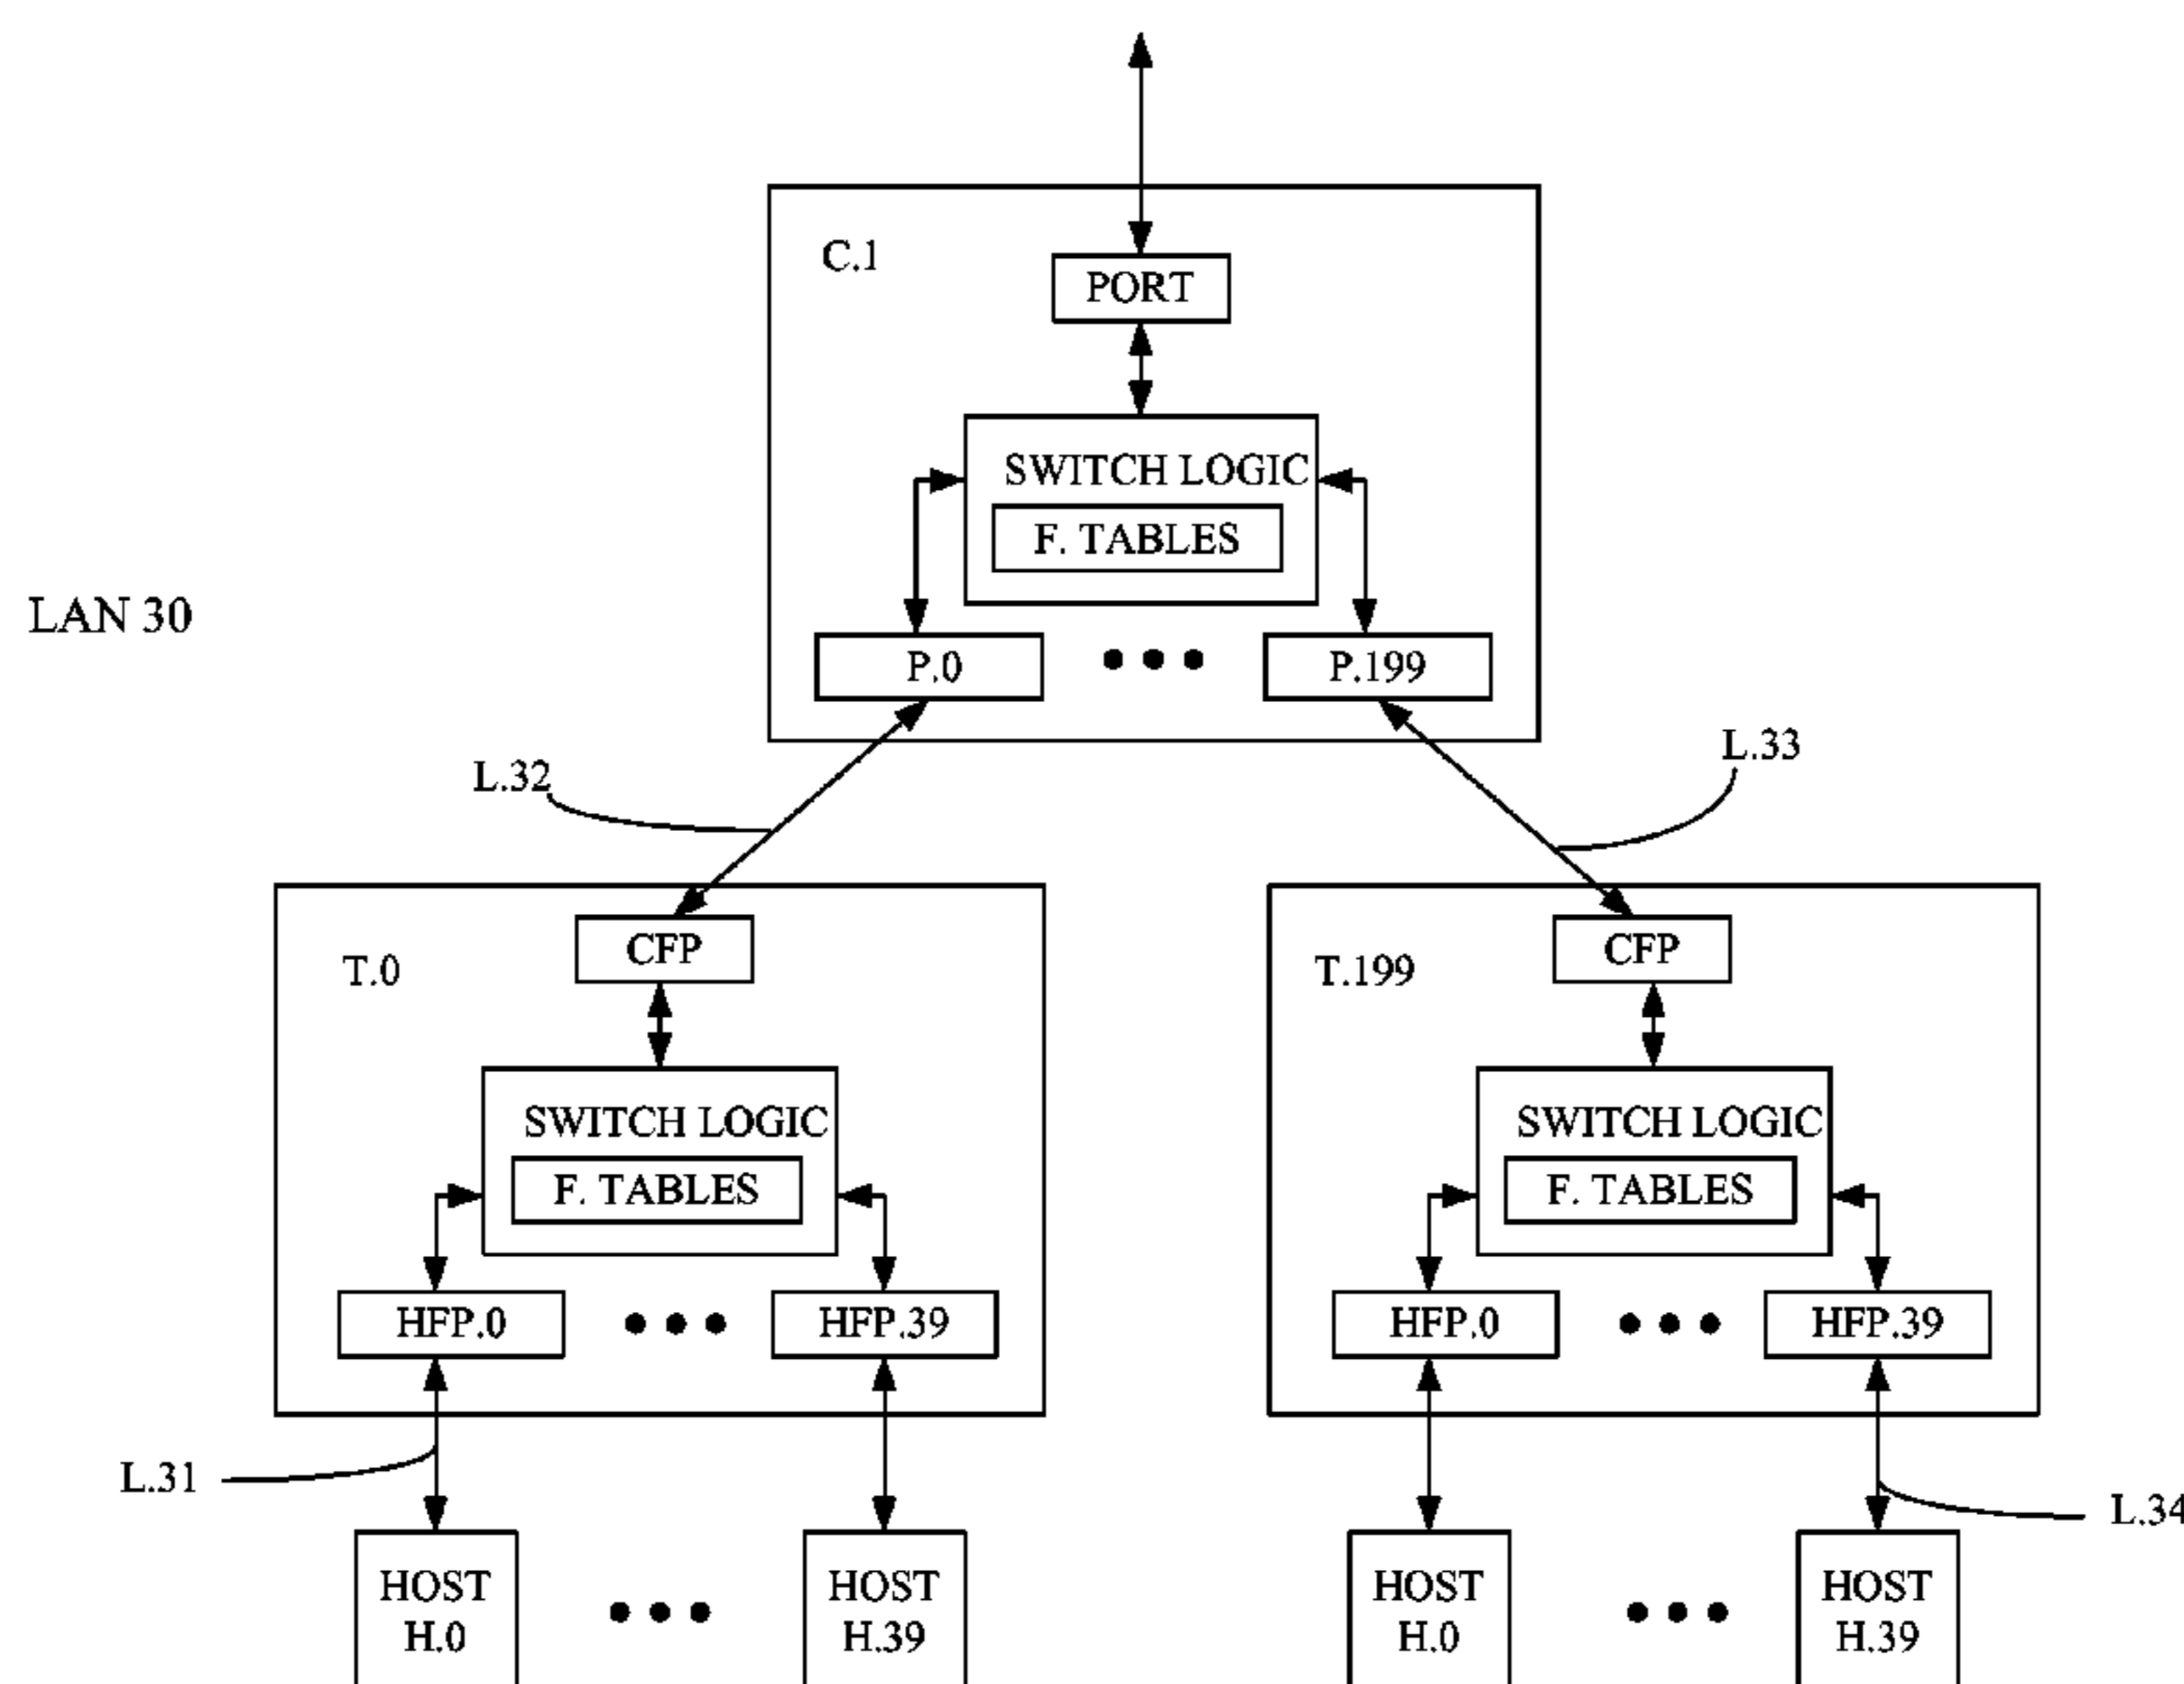 C.1
PORT
SWITCH LOGIC
F. TABLES
LAN 30
P.0
P.199
L.32
L.33
T.0
CFP
T.199
CFP
SWITCH LOGIC
F. TABLES
SWITCH LOGIC
F. TABLES
HFP.0
HFP.39
HFP.0
HFP.39
L.31
L.34
HOST
H.0
HOST
H.39
HOST
H.0
HOST
H.39